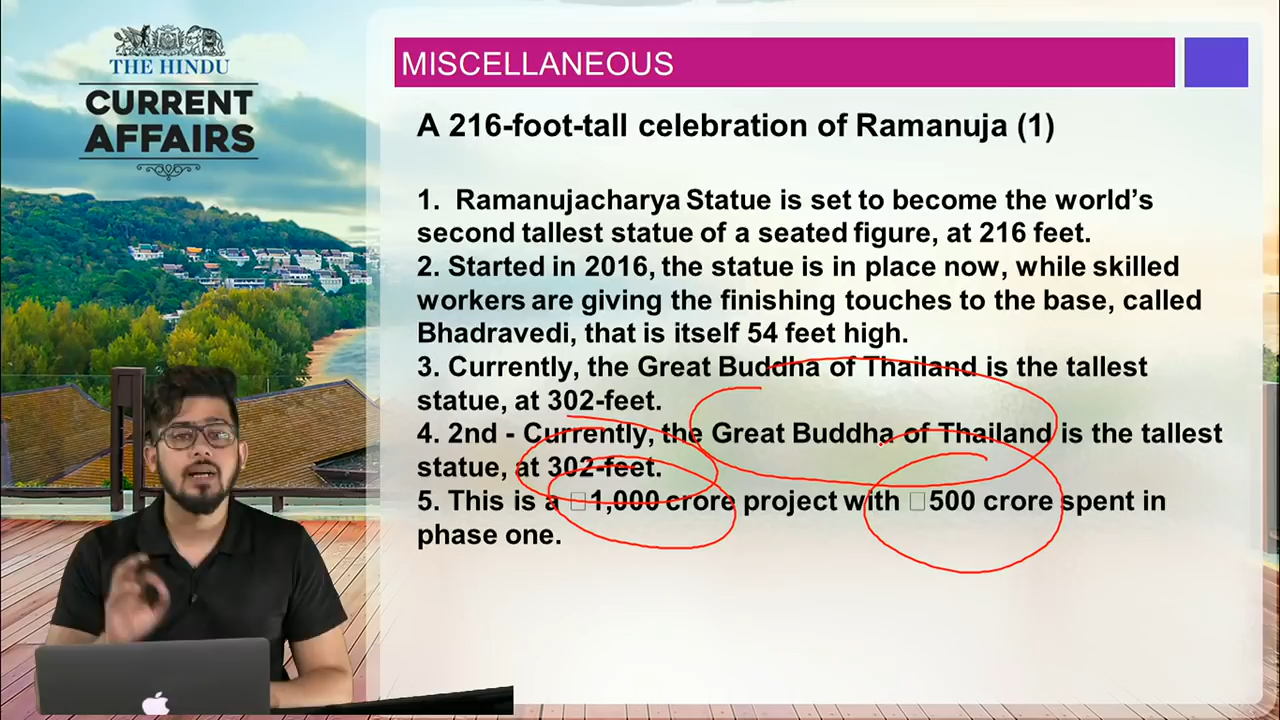 THE HINDU
CURRENT
AFFAIRS
MISCELLANEOUS
A 216-foot-tall celebration of Ramanuja (1)
1. Ramanujacharya Statue is set to become the world’s
second tallest statue of a seated figure, at 216 feet.
2. Started in 2016, the statue is in place now, while skilled
workers are giving the finishing touches to the base, called
Bhadravedi, that is itself 54 feet high.
3. Currently, the Great Buddha of Thailand is the tallest
statue, at 302-feet.
4. 2nd - Currently, the Great Buddha of Thailand is the tallest
statue, at 302-feet.
5. This is a □1,000 crore project with □500 crore spent in
phase one.